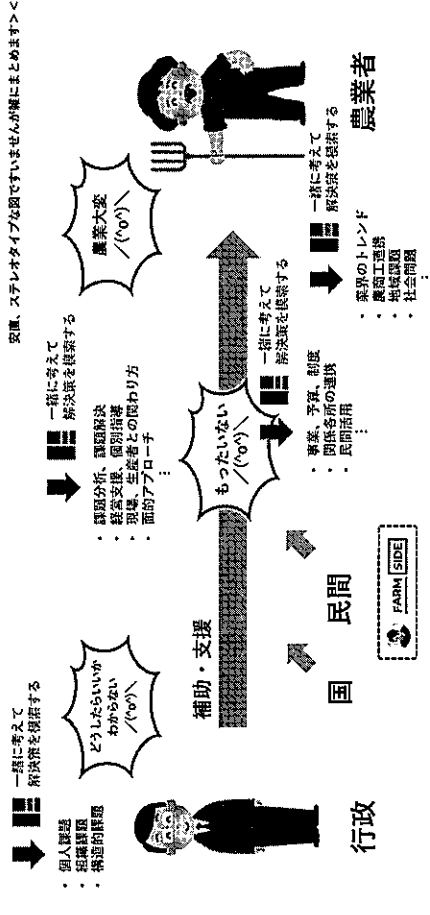 安直、ステレオタイプな図ですいませんが雑にまとめます><
一緒に考えて
解決策を模索する
・個人課題
・組織課題
・構造的課題
どうしたらいいか
わからない
／(^o^)＼
行政
一緒に考えて
解決策を模索する
・課題分析、課題解決
・経営支援、個別指導
・現場、生産者との関わり方
・面的アプローチ
⋮
補助・支援
もったいない
／(^o^)＼
国
民間
FARM SIDE
一緒に考えて
解決策を模索する
・事業、予算、制度
・関係各所の連携
・民間活用
⋮
農業大変
／(^o^)＼
農業者
一緒に考えて
解決策を模索する
・業界のトレンド
・農商工連携
・地域課題
・社会問題
⋮